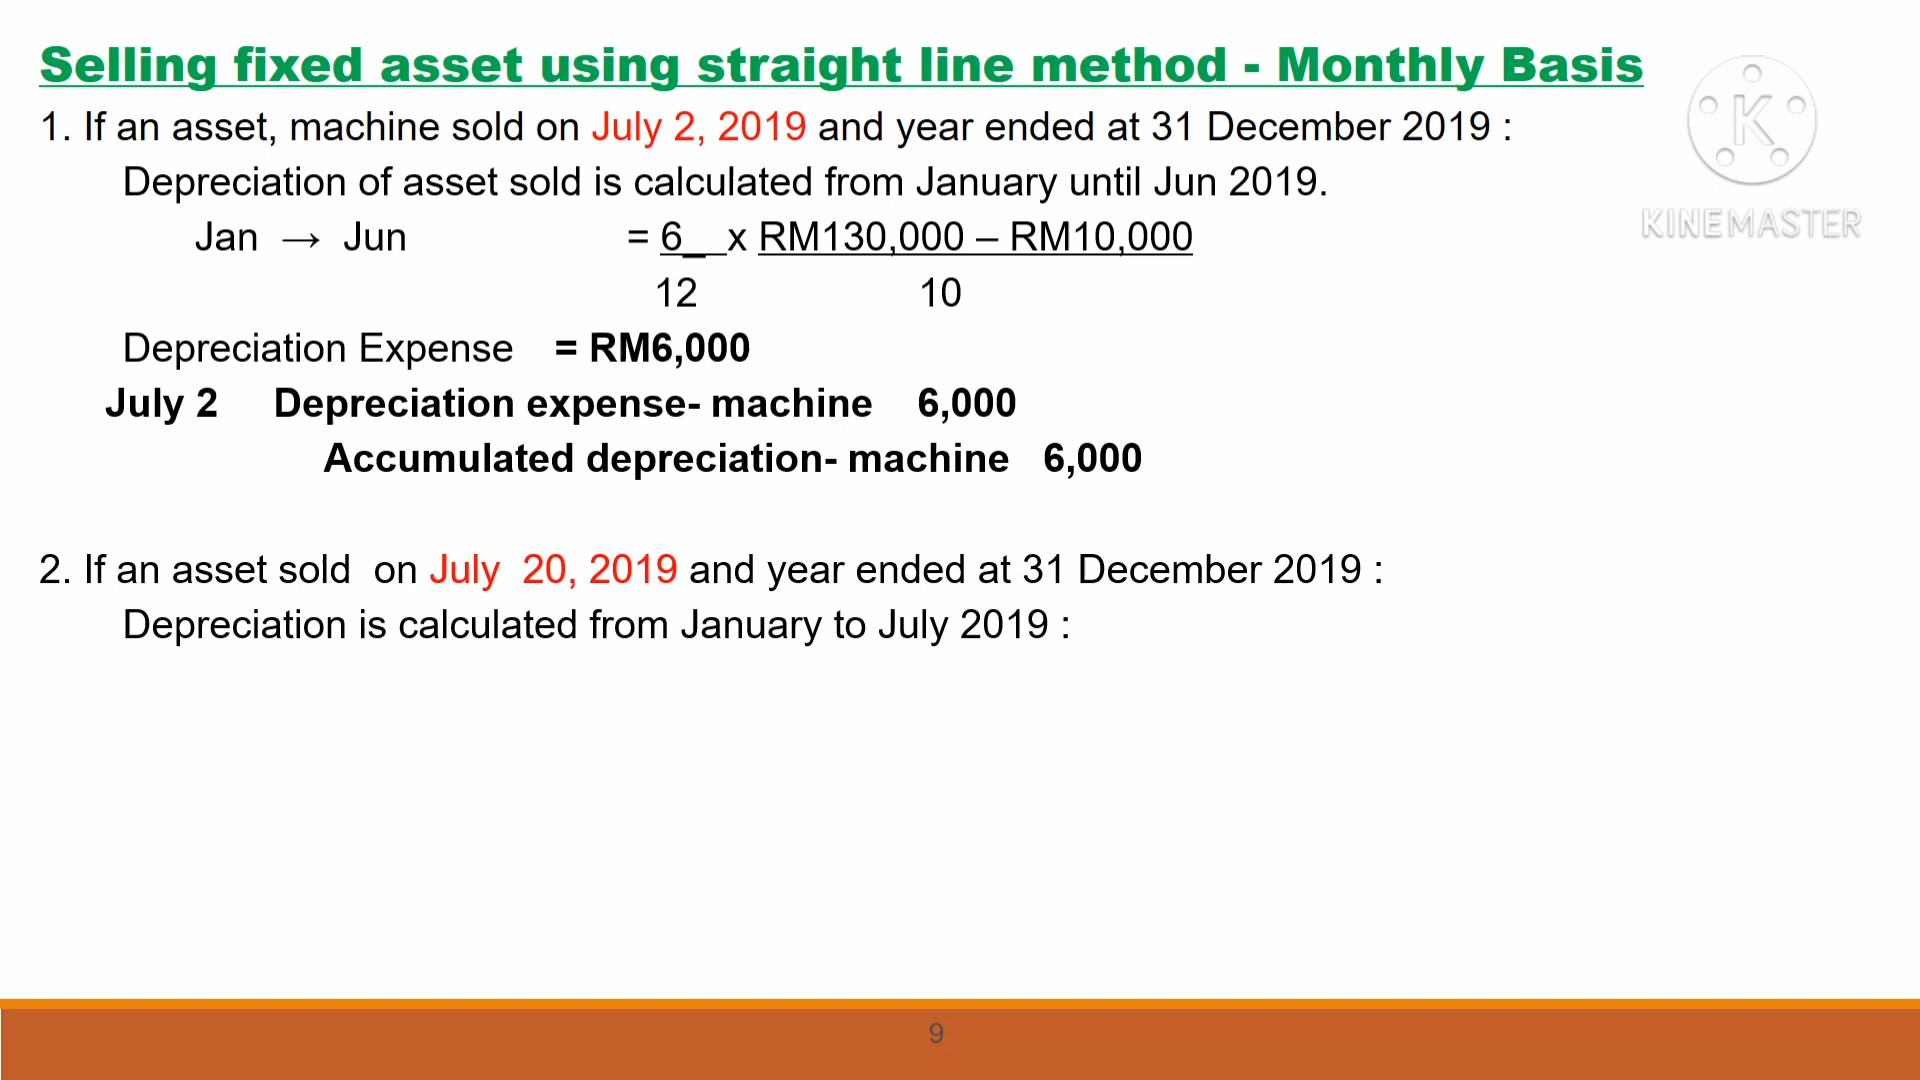 Selling fixed asset using straight line method - Monthly Basis
1. If an asset, machine sold on July 2, 2019 and year ended at 31 December 2019 :
Depreciation of asset sold is calculated from January until Jun 2019.
Jan → Jun = 6_ x RM130,000 – RM10,000
12 10
Depreciation Expense = RM6,000
July 2 Depreciation expense- machine 6,000
Accumulated depreciation- machine 6,000
2. If an asset sold on July 20, 2019 and year ended at 31 December 2019 :
Depreciation is calculated from January to July 2019 :
K
KINEMASTER
9